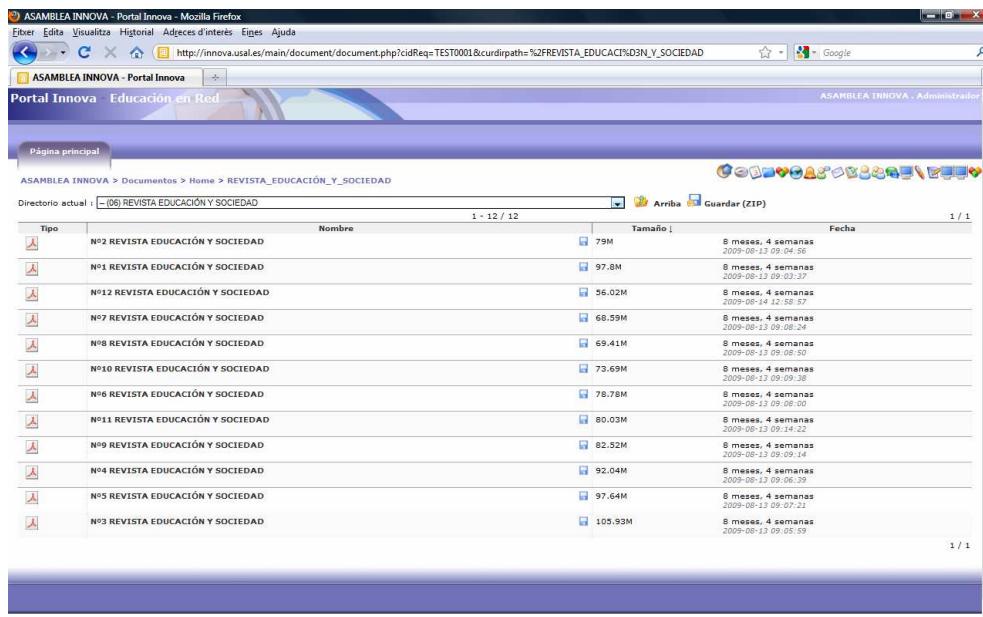 ASAMBLEA INNOVA - Portal Innova - Mozilla Firefox
Fitxer Edita Visualitza Historial Adreces d'interès Eines Ajuda
http://innova.usal.es/main/document/document.php?cidReq=TEST0001&curdirpath=%2FREVISTA_EDUCACI%D3N_Y_SOCIEDAD
Google
ASAMBLEA INNOVA - Portal Innova
Portal Innova - Educación en Red
ASAMBLEA INNOVA . Administrador
Página principal
ASAMBLEA INNOVA > Documentos > Home > REVISTA_EDUCACIÓN_Y_SOCIEDAD
Directorio actual : – (06) REVISTA EDUCACIÓN Y SOCIEDAD Arriba Guardar (ZIP)
1 - 12 / 12 1 / 1
Tipo Nombre Tamaño ↓ Fecha
Nº2 REVISTA EDUCACIÓN Y SOCIEDAD 79M 8 meses, 4 semanas
2009-08-13 09:04:56
Nº1 REVISTA EDUCACIÓN Y SOCIEDAD 97.8M 8 meses, 4 semanas
2009-08-13 09:03:37
Nº12 REVISTA EDUCACIÓN Y SOCIEDAD 56.02M 8 meses, 4 semanas
2009-08-14 12:58:57
Nº7 REVISTA EDUCACIÓN Y SOCIEDAD 68.59M 8 meses, 4 semanas
2009-08-13 09:08:24
Nº8 REVISTA EDUCACIÓN Y SOCIEDAD 69.41M 8 meses, 4 semanas
2009-08-13 09:08:50
Nº10 REVISTA EDUCACIÓN Y SOCIEDAD 73.69M 8 meses, 4 semanas
2009-08-13 09:09:38
Nº6 REVISTA EDUCACIÓN Y SOCIEDAD 78.78M 8 meses, 4 semanas
2009-08-13 09:08:00
Nº11 REVISTA EDUCACIÓN Y SOCIEDAD 80.03M 8 meses, 4 semanas
2009-08-13 09:14:22
Nº9 REVISTA EDUCACIÓN Y SOCIEDAD 82.52M 8 meses, 4 semanas
2009-08-13 09:09:14
Nº4 REVISTA EDUCACIÓN Y SOCIEDAD 92.04M 8 meses, 4 semanas
2009-08-13 09:06:39
Nº5 REVISTA EDUCACIÓN Y SOCIEDAD 97.64M 8 meses, 4 semanas
2009-08-13 09:07:21
Nº3 REVISTA EDUCACIÓN Y SOCIEDAD 105.93M 8 meses, 4 semanas
2009-08-13 09:05:59
1 / 1